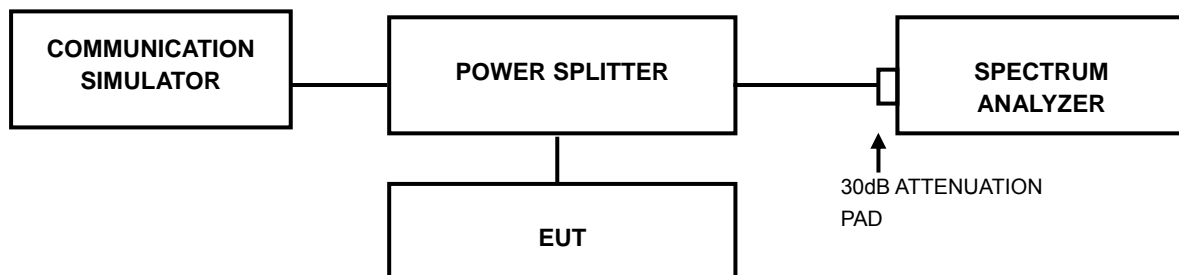 COMMUNICATION
SIMULATOR
POWER SPLITTER
SPECTRUM
ANALYZER
30dB ATTENUATION
PAD
EUT